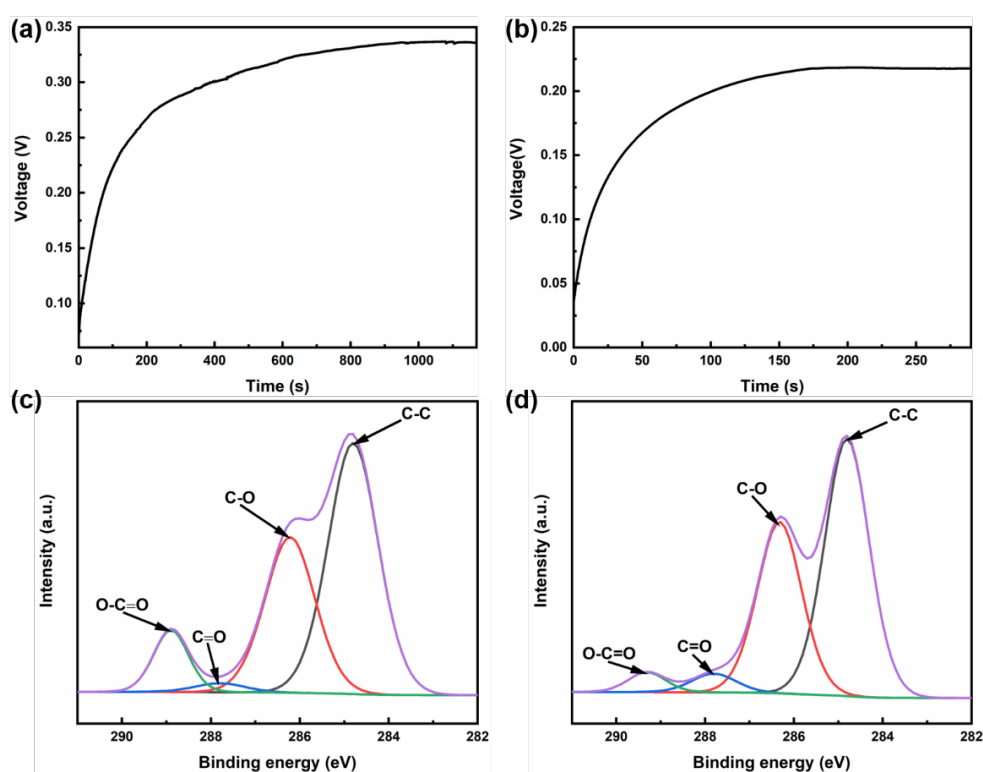 (a)
0.35
0.30
0.25
0.20
0.15
0.10
Voltage (V)
0 200 400 600 800 1000
Time (s)
(b)
0.25
0.20
0.15
0.10
0.05
0.00
Voltage(V)
0 50 100 150 200 250
Time (s)
(c)
C-C
C-O
O-C=O
C=O
Intensity (a.u.)
290 288 286 284 282
Binding energy (eV)
(d)
C-C
C-O
O-C=O
C=O
Intensity (a.u.)
290 288 286 284 282
Binding energy (eV)